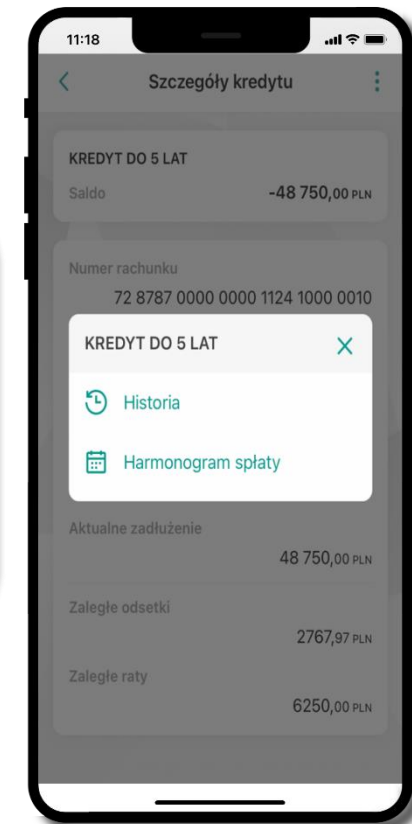 11:18
Szczegóły kredytu
KREDYT DO 5 LAT
Saldo -48 750,00 PLN
Numer rachunku
72 8787 0000 0000 1124 1000 0010
KREDYT DO 5 LAT
Historia
Harmonogram spłaty
Aktualne zadłużenie
48 750,00 PLN
Zaległe odsetki
2767,97 PLN
Zaległe raty
6250,00 PLN